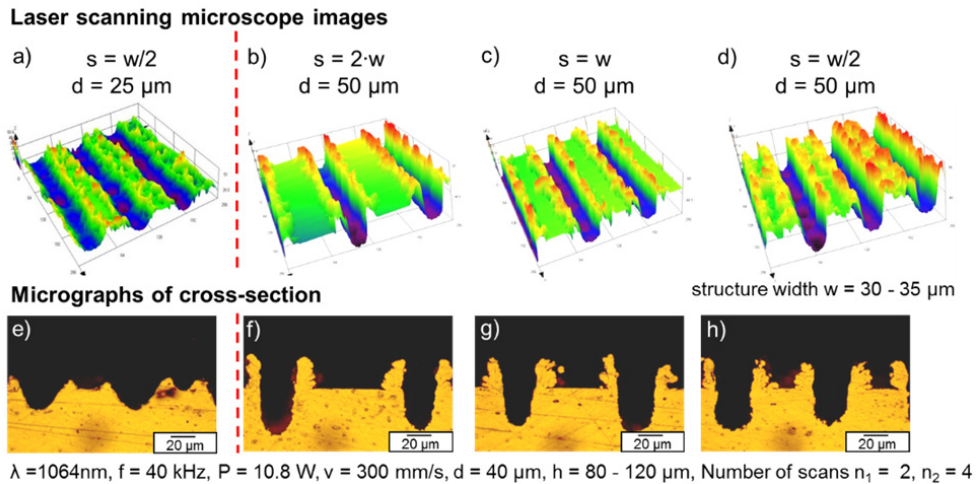 Laser scanning microscope images
a) s = w/2 d = 25 µm
b) s = 2·w d = 50 µm
c) s = w d = 50 µm
d) s = w/2 d = 50 µm
Micrographs of cross-section
structure width w = 30 - 35 µm
e) f) g) h)
20 µm 20 µm 20 µm 20 µm
λ =1064nm, f = 40 kHz, P = 10.8 W, v = 300 mm/s, d = 40 µm, h = 80 - 120 µm, Number of scans n₁ = 2, n₂ = 4